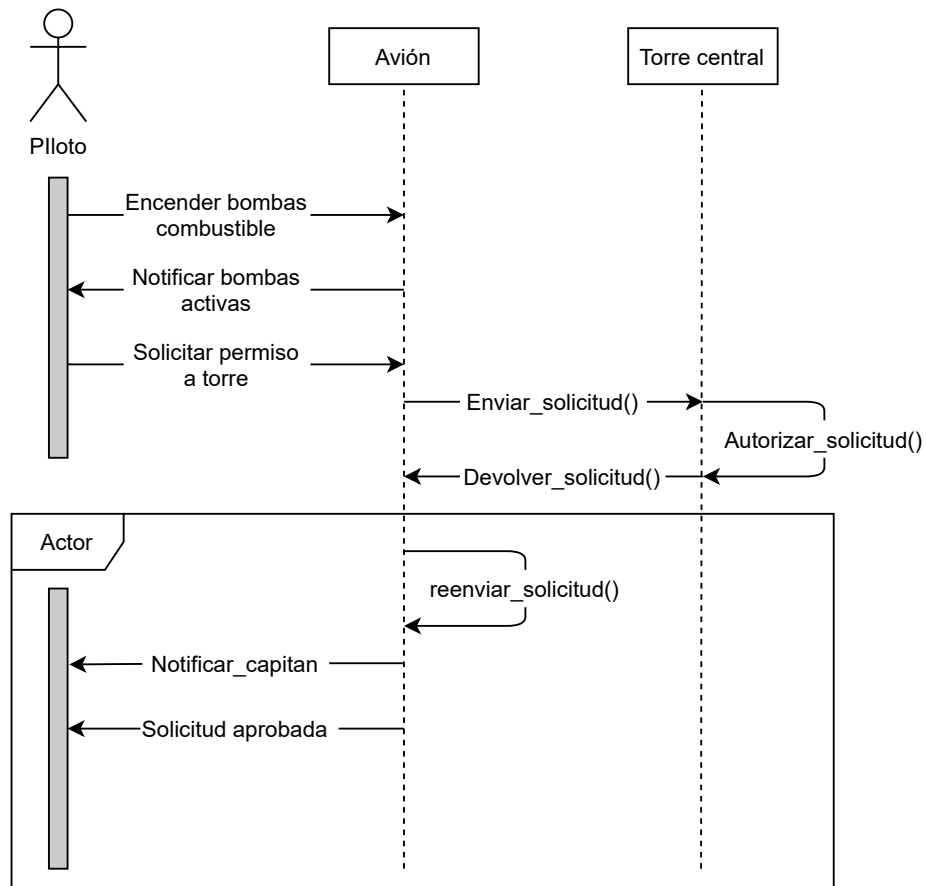 Avión
Torre central
PIloto
Encender bombas
combustible
Notificar bombas
activas
Solicitar permiso
a torre
Enviar_solicitud()
Autorizar_solicitud()
Devolver_solicitud()
Actor
reenviar_solicitud()
Notificar_capitan
Solicitud aprobada